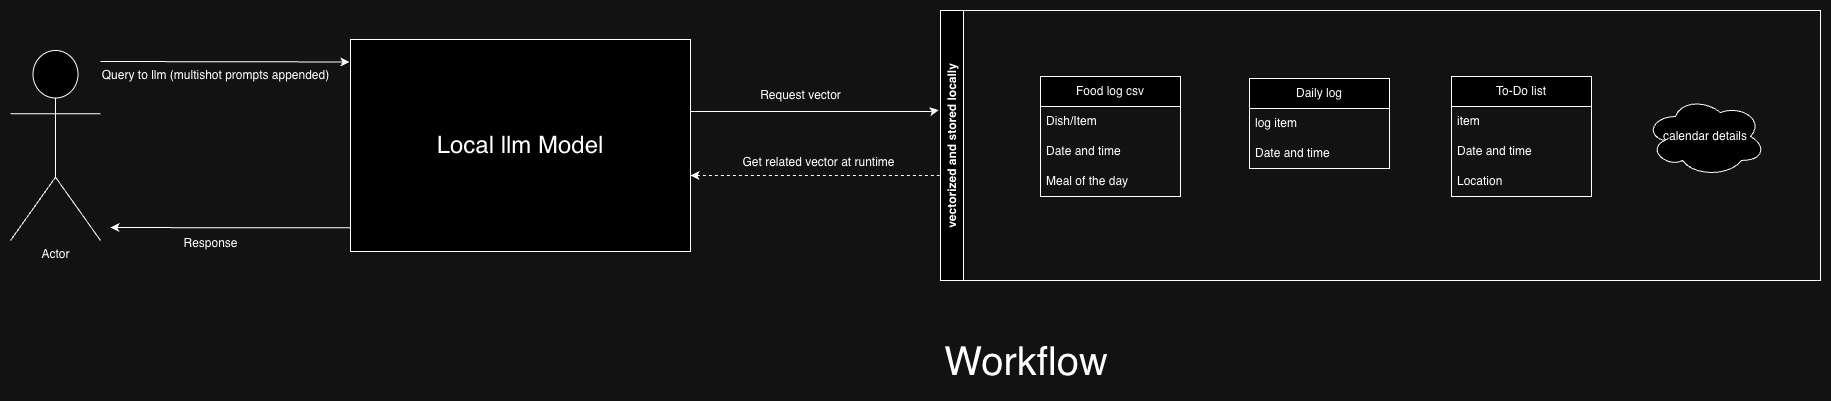 Query to llm (multishot prompts appended)
Actor
Response
Local llm Model
Request vector
Get related vector at runtime
vectorized and stored locally
Food log csv
Dish/Item
Date and time
Meal of the day
Daily log
log item
Date and time
To-Do list
item
Date and time
Location
calendar details
Workflow